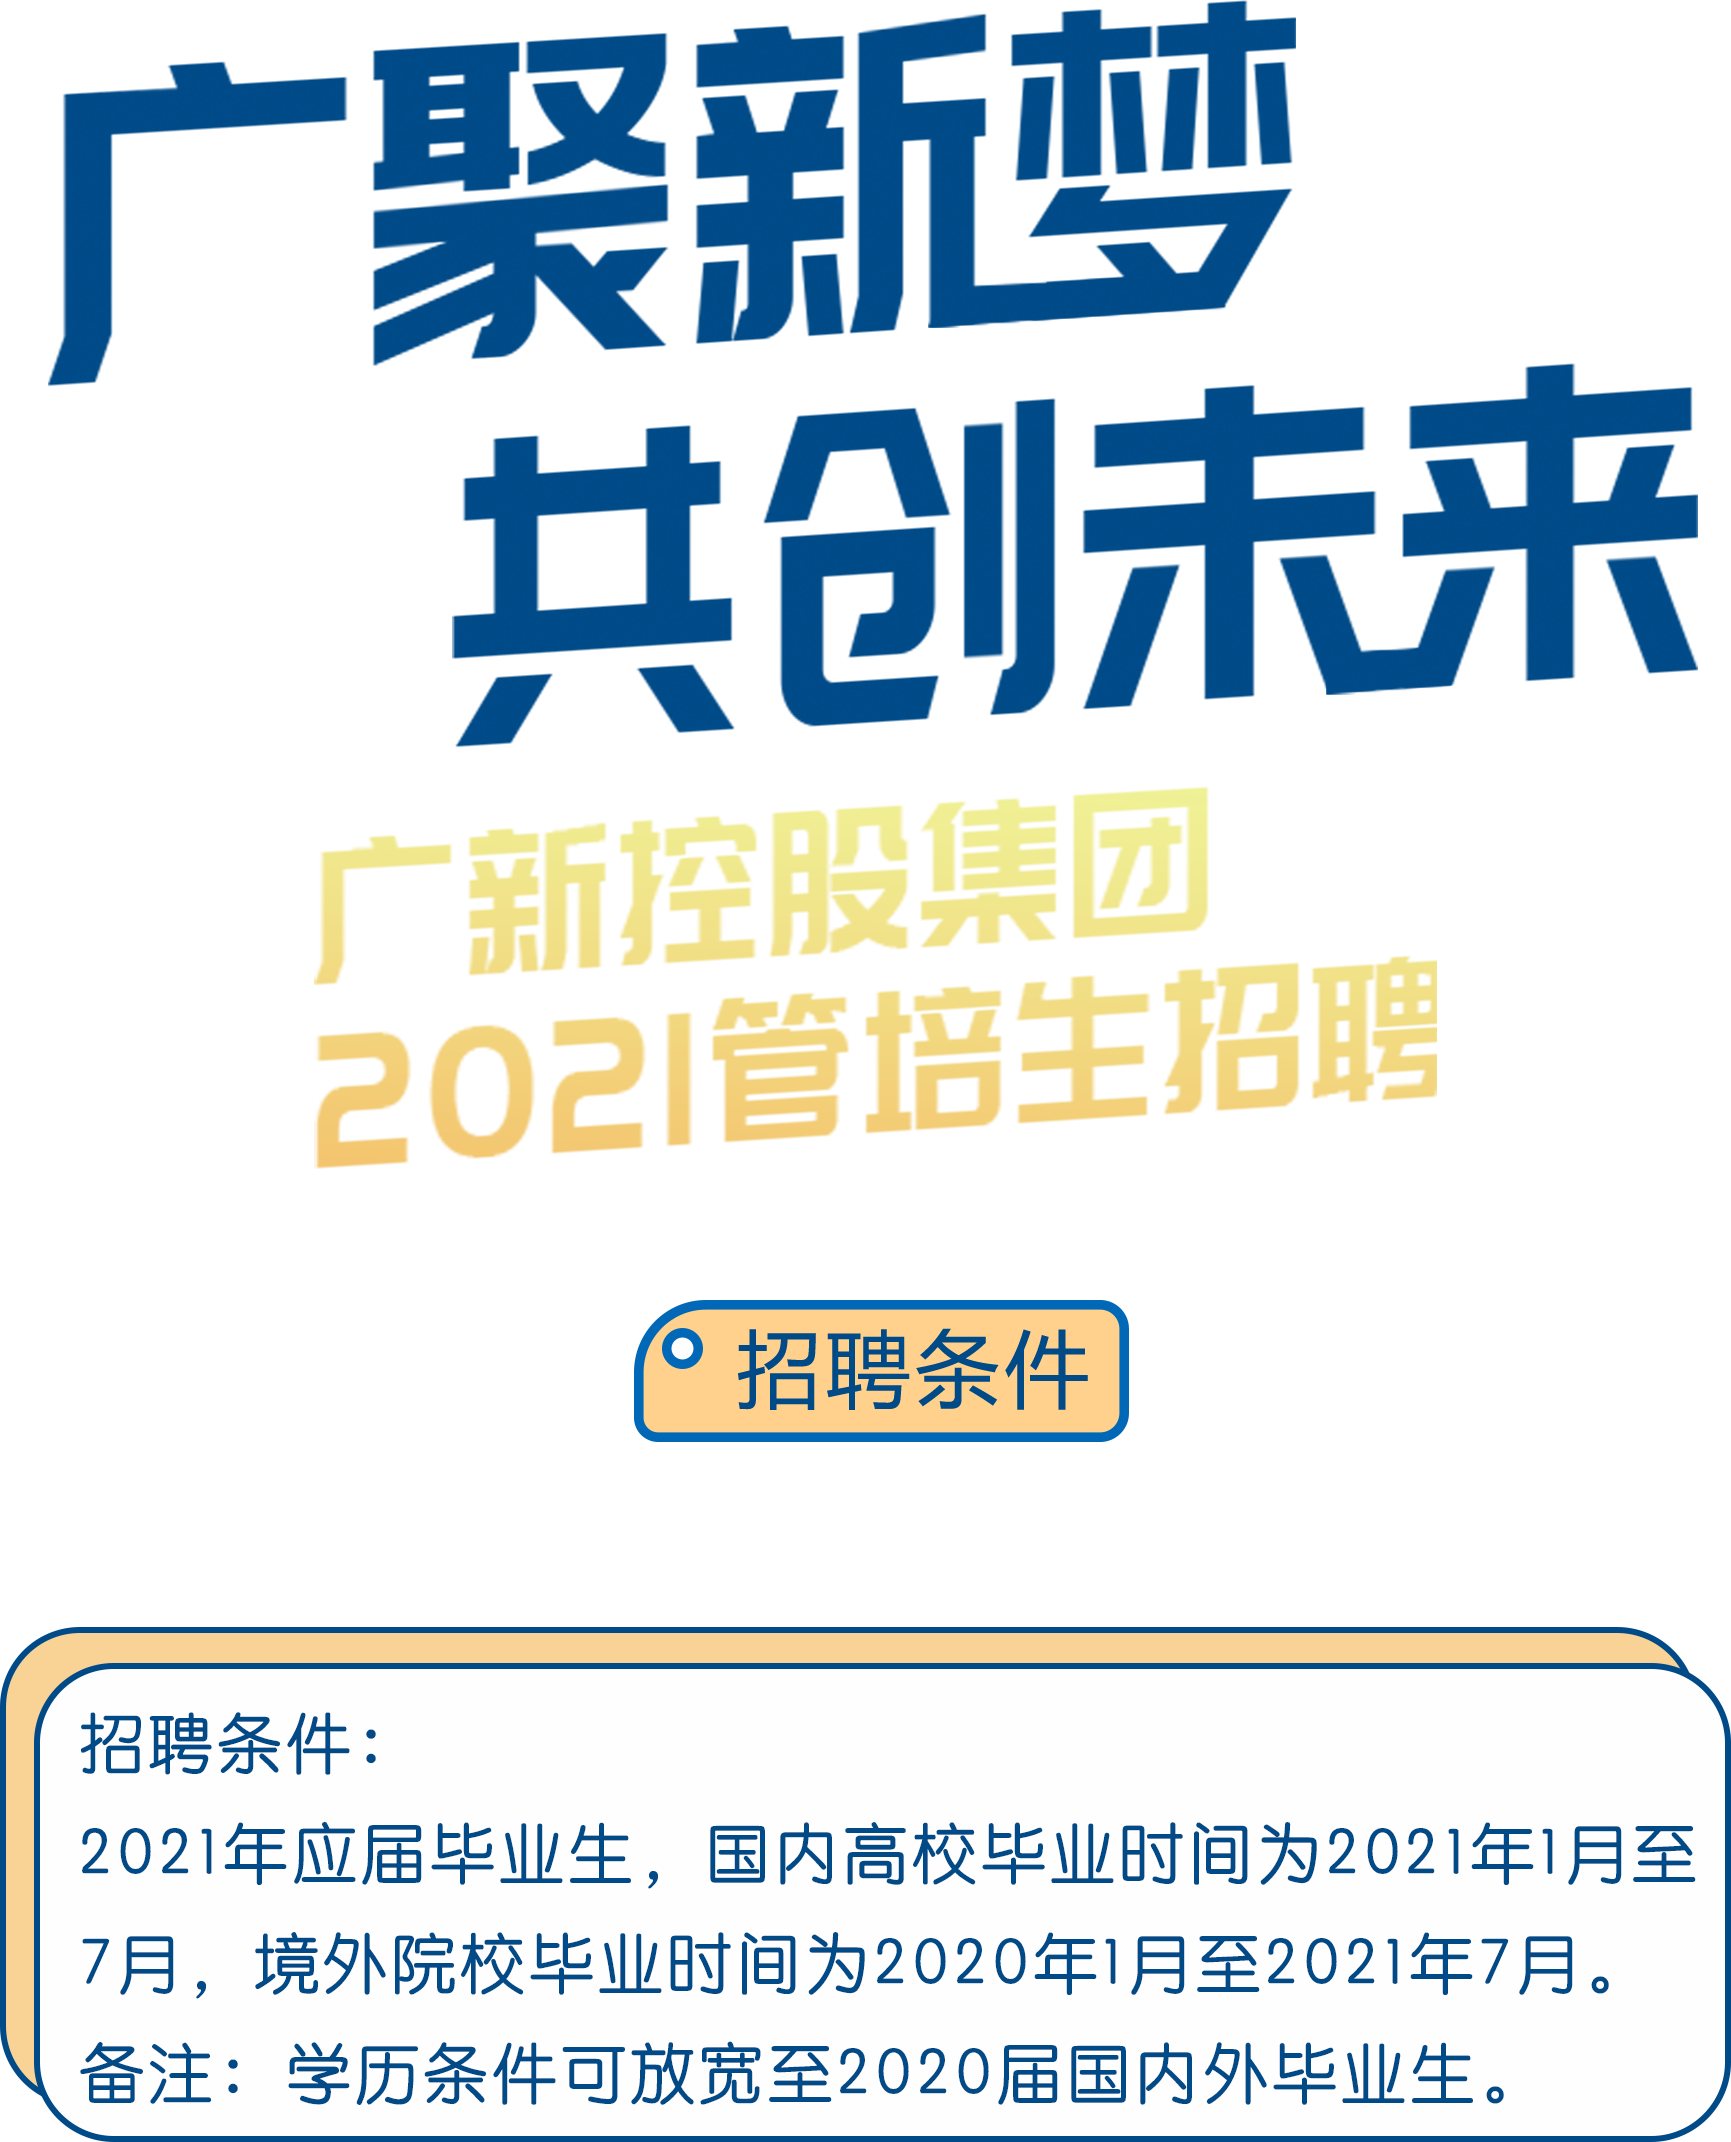 广聚新梦
共创未来
广新控股集团
2021管培生招聘
招聘条件
招聘条件：
2021年应届毕业生，国内高校毕业时间为2021年1月至
7月，境外院校毕业时间为2020年1月至2021年7月。
备注：学历条件可放宽至2020届国内外毕业生。